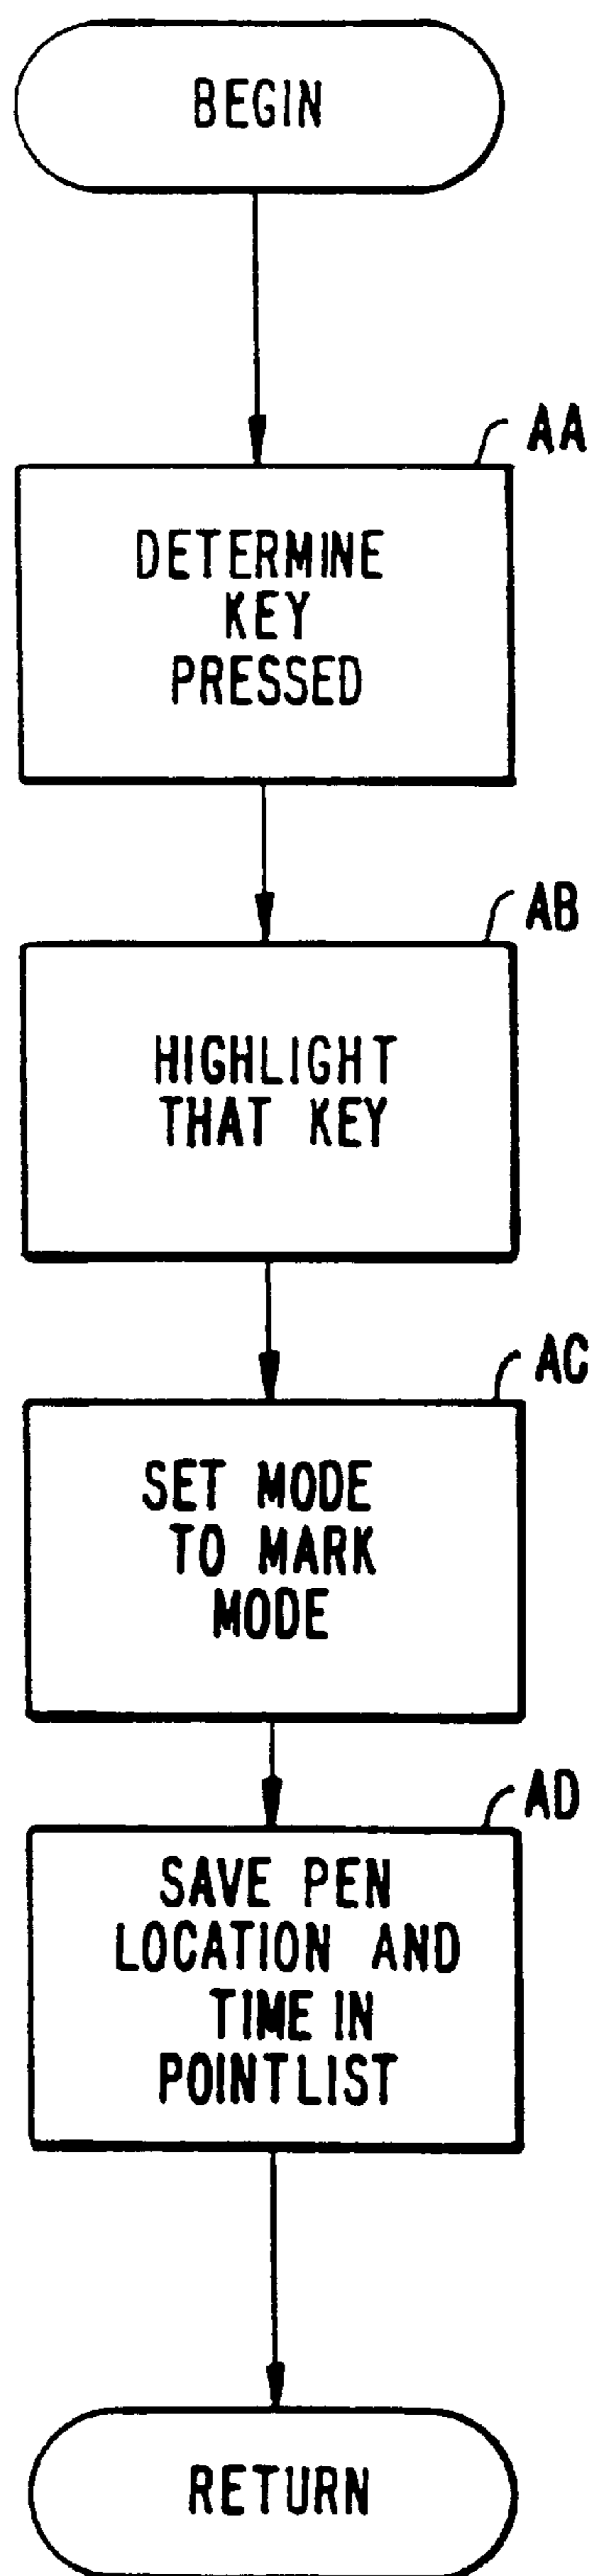 BEGIN
AA
DETERMINE
KEY
PRESSED
AB
HIGHLIGHT
THAT KEY
AC
SET MODE
TO MARK
MODE
AD
SAVE PEN
LOCATION AND
TIME IN
POINTLIST
RETURN